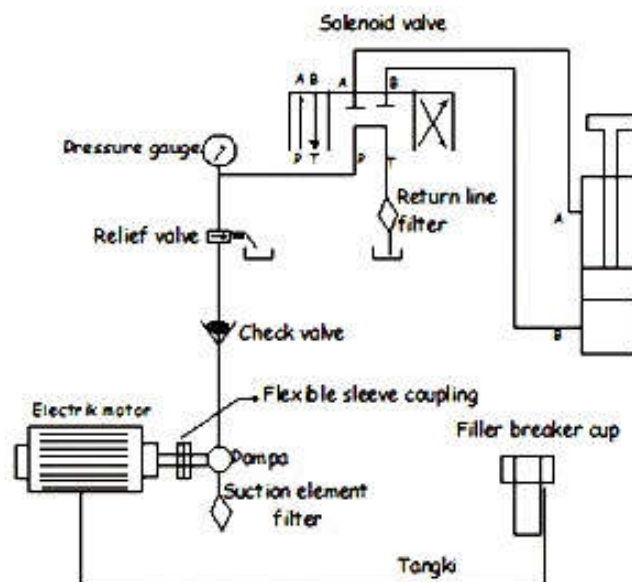 Solenoid valve
A B
A
B
P T
P
T
Pressure gauge
Return line
filter
Relief valve
A
Check valve
B
Flexible sleeve coupling
Electrik motor
Filler breaker cup
Pompa
Suction element
filter
Tangki